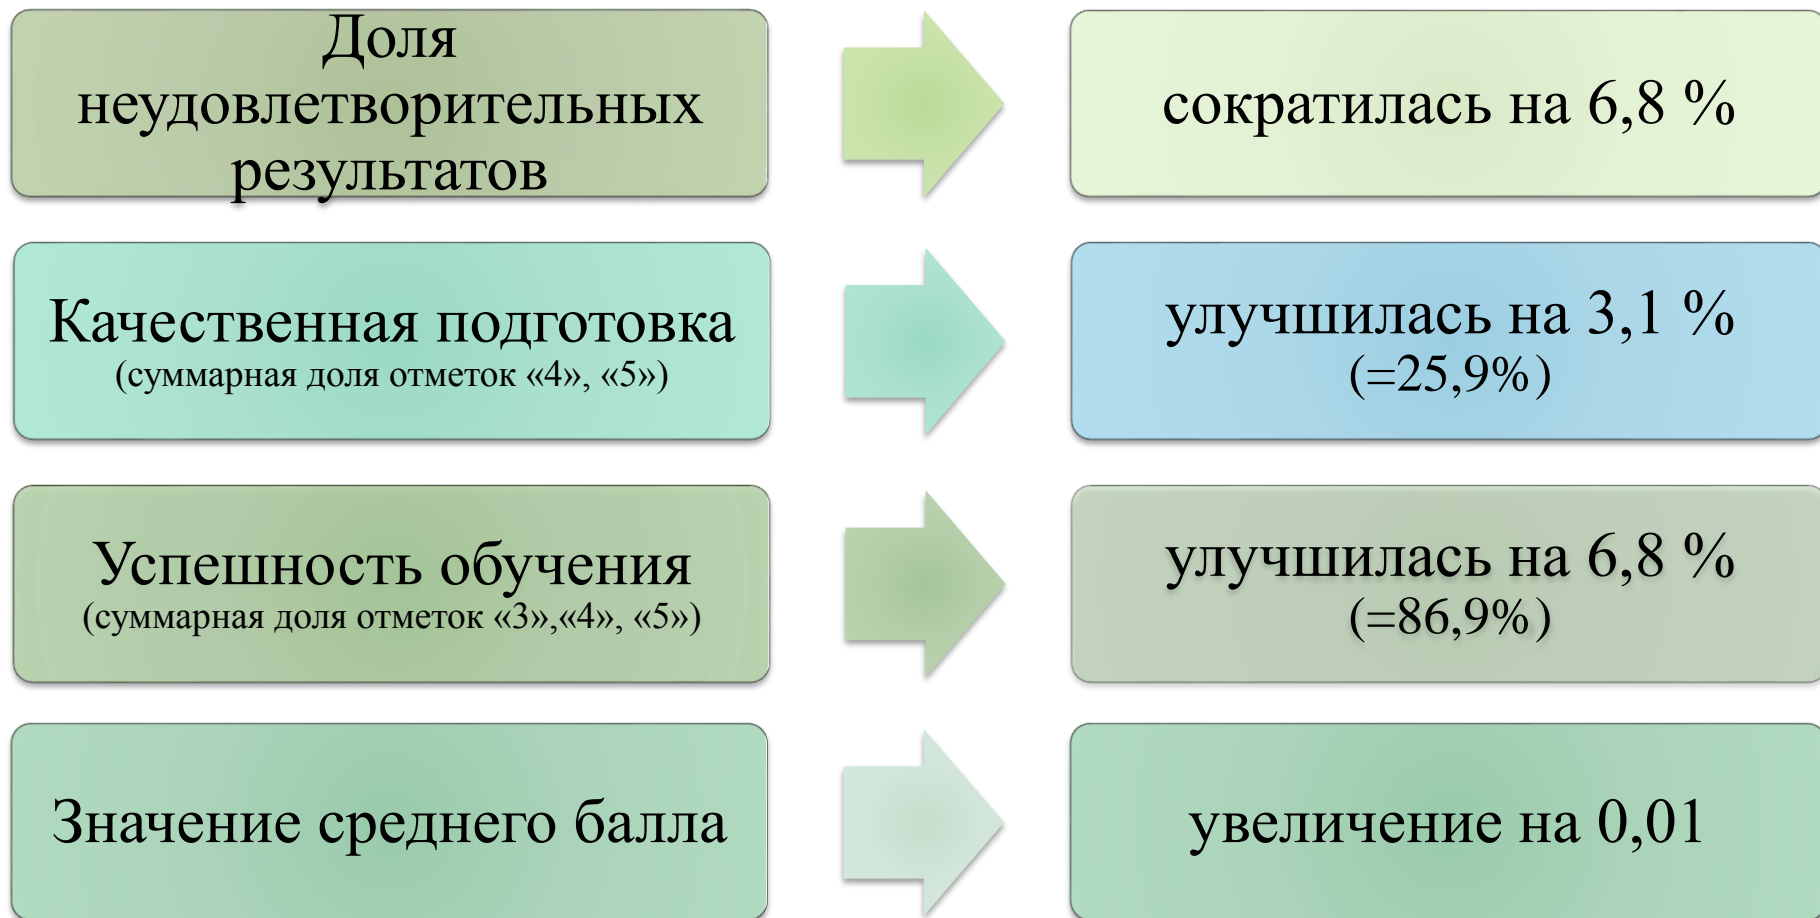 Доля
неудовлетворительных
результатов
сократилась на 6,8 %
Качественная подготовка
(суммарная доля отметок «4», «5»)
улучшилась на 3,1 %
(=25,9%)
Успешность обучения
(суммарная доля отметок «3»,«4», «5»)
улучшилась на 6,8 %
(=86,9%)
Значение среднего балла
увеличение на 0,01